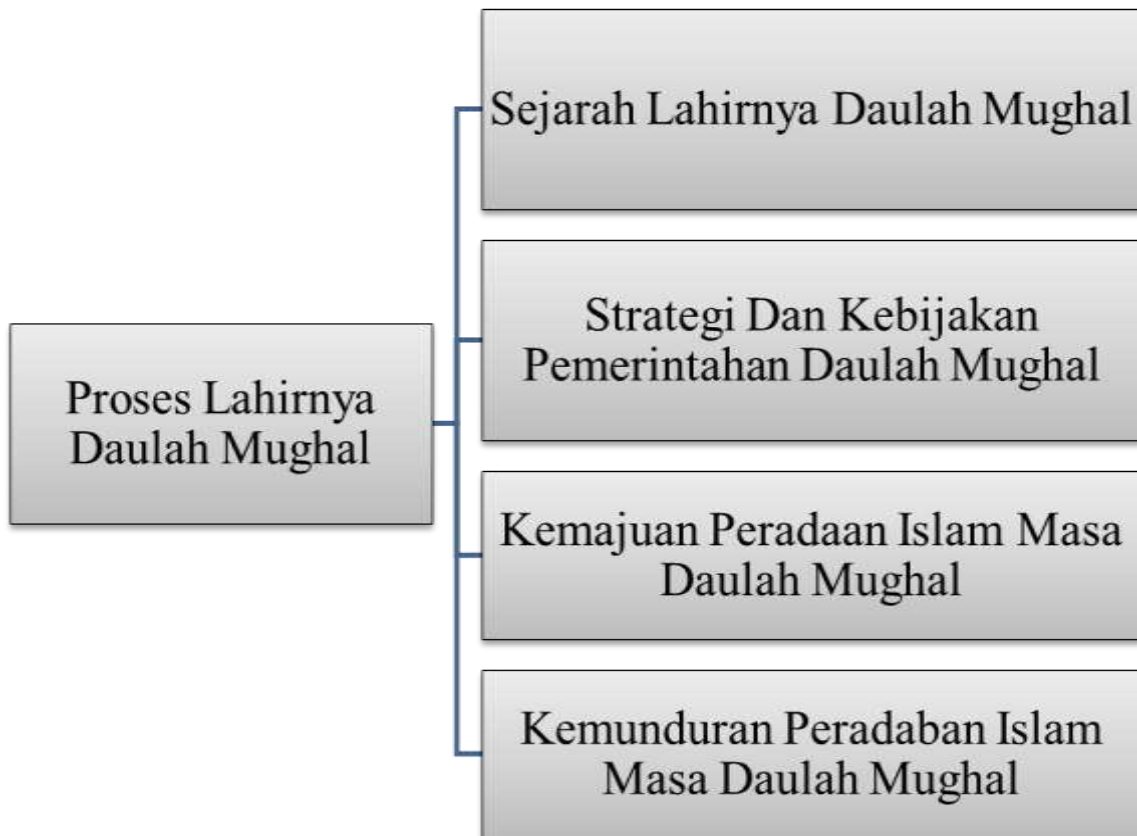 Sejarah Lahirnya Daulah Mughal
Strategi Dan Kebijakan
Pemerintahan Daulah Mughal
Proses Lahirnya
Daulah Mughal
Kemajuan Peradaan Islam Masa
Daulah Mughal
Kemunduran Peradaban Islam
Masa Daulah Mughal